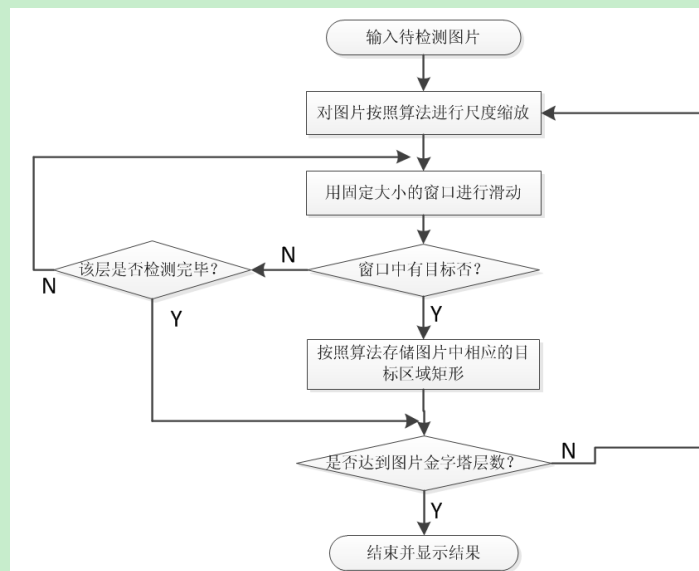 输入待检测图片
对图片按照算法进行尺度缩放
用固定大小的窗口进行滑动
该层是否检测完毕？
N
窗口中有目标否？
N
Y
Y
按照算法存储图片中相应的目
标区域矩形
是否达到图片金字塔层数？
N
Y
结束并显示结果